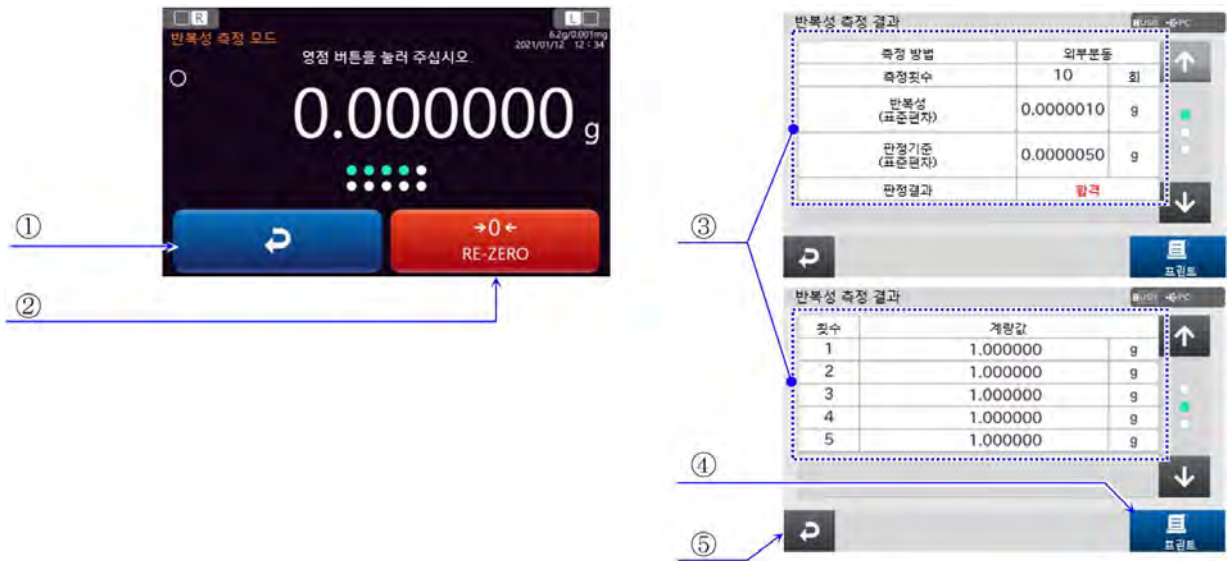 R
L
반복성 측정 모드
6.2g/0.001mg
2021/01/12 12:34
영점 버튼을 눌러 주십시오.
0.000000 g
→0←
RE-ZERO
①
②
반복성 측정 결과
USB PC
측정 방법 외부분동
측정횟수 10 회
반복성
(표준편차) 0.0000010 g
판정기준
(표준편차) 0.0000050 g
판정결과 합격
③
프린트
반복성 측정 결과
USB PC
횟수 계량값
1 1.000000 g
2 1.000000 g
3 1.000000 g
4 1.000000 g
5 1.000000 g
④
프린트
⑤